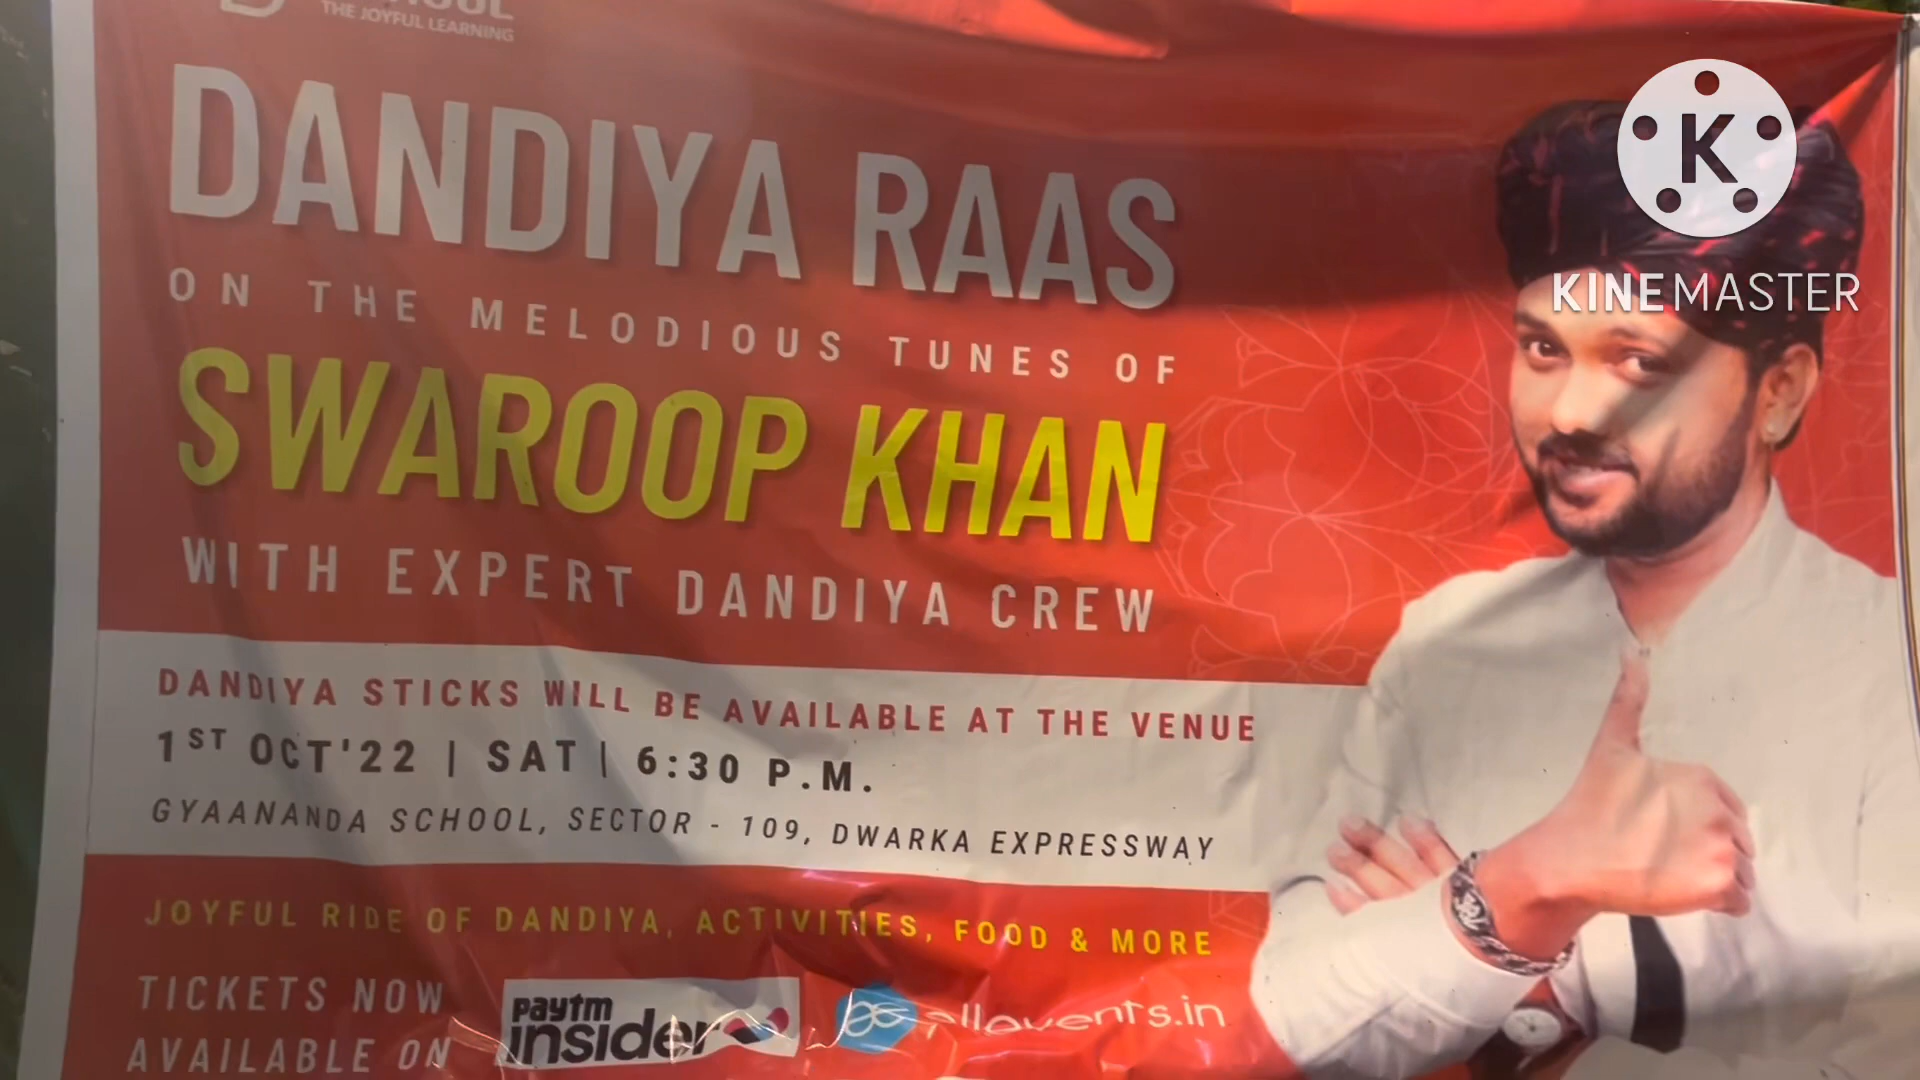 THE JOYFUL LEARNING
DANDIYA RAAS
ON THE MELODIOUS TUNES OF
SWAROOP KHAN
WITH EXPERT DANDIYA CREW
DANDIYA STICKS WILL BE AVAILABLE AT THE VENUE
1ST OCT'22 | SAT | 6:30 P.M.
GYAANANDA SCHOOL, SECTOR - 109, DWARKA EXPRESSWAY
JOYFUL RIDE OF DANDIYA, ACTIVITIES, FOOD & MORE
TICKETS NOW
AVAILABLE ON
paytm
insider
allevents.in
K
KINEMASTER